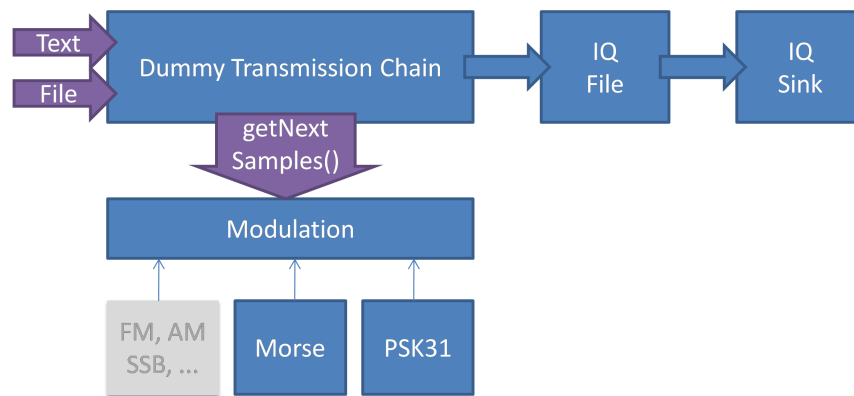 Text
File
Dummy Transmission Chain
IQ
File
IQ
Sink
getNext
Samples()
Modulation
FM, AM
SSB, ...
Morse
PSK31